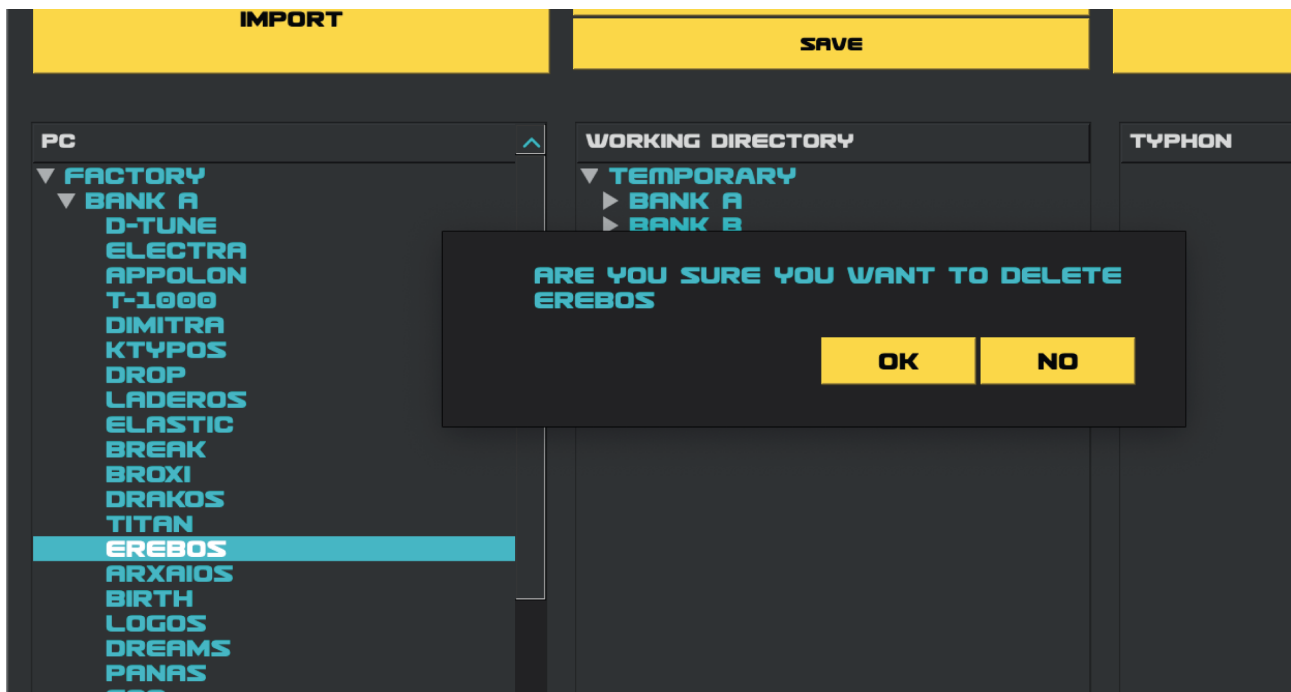 IMPORT
SAVE
PC
WORKING DIRECTORY
TYPHON
FACTORY
BANK A
D-TUNE
ELECTRA
APPOLON
T-1000
DIMITRA
KTYPOS
DROP
LADEROS
ELASTIC
BREAK
BROXI
DRAKOS
TITAN
EREBOS
ARXAIOS
BIRTH
LOGOS
DREAMS
PANAS
TEMPORARY
BANK A
BANK B
ARE YOU SURE YOU WANT TO DELETE
EREBOS
OK
NO